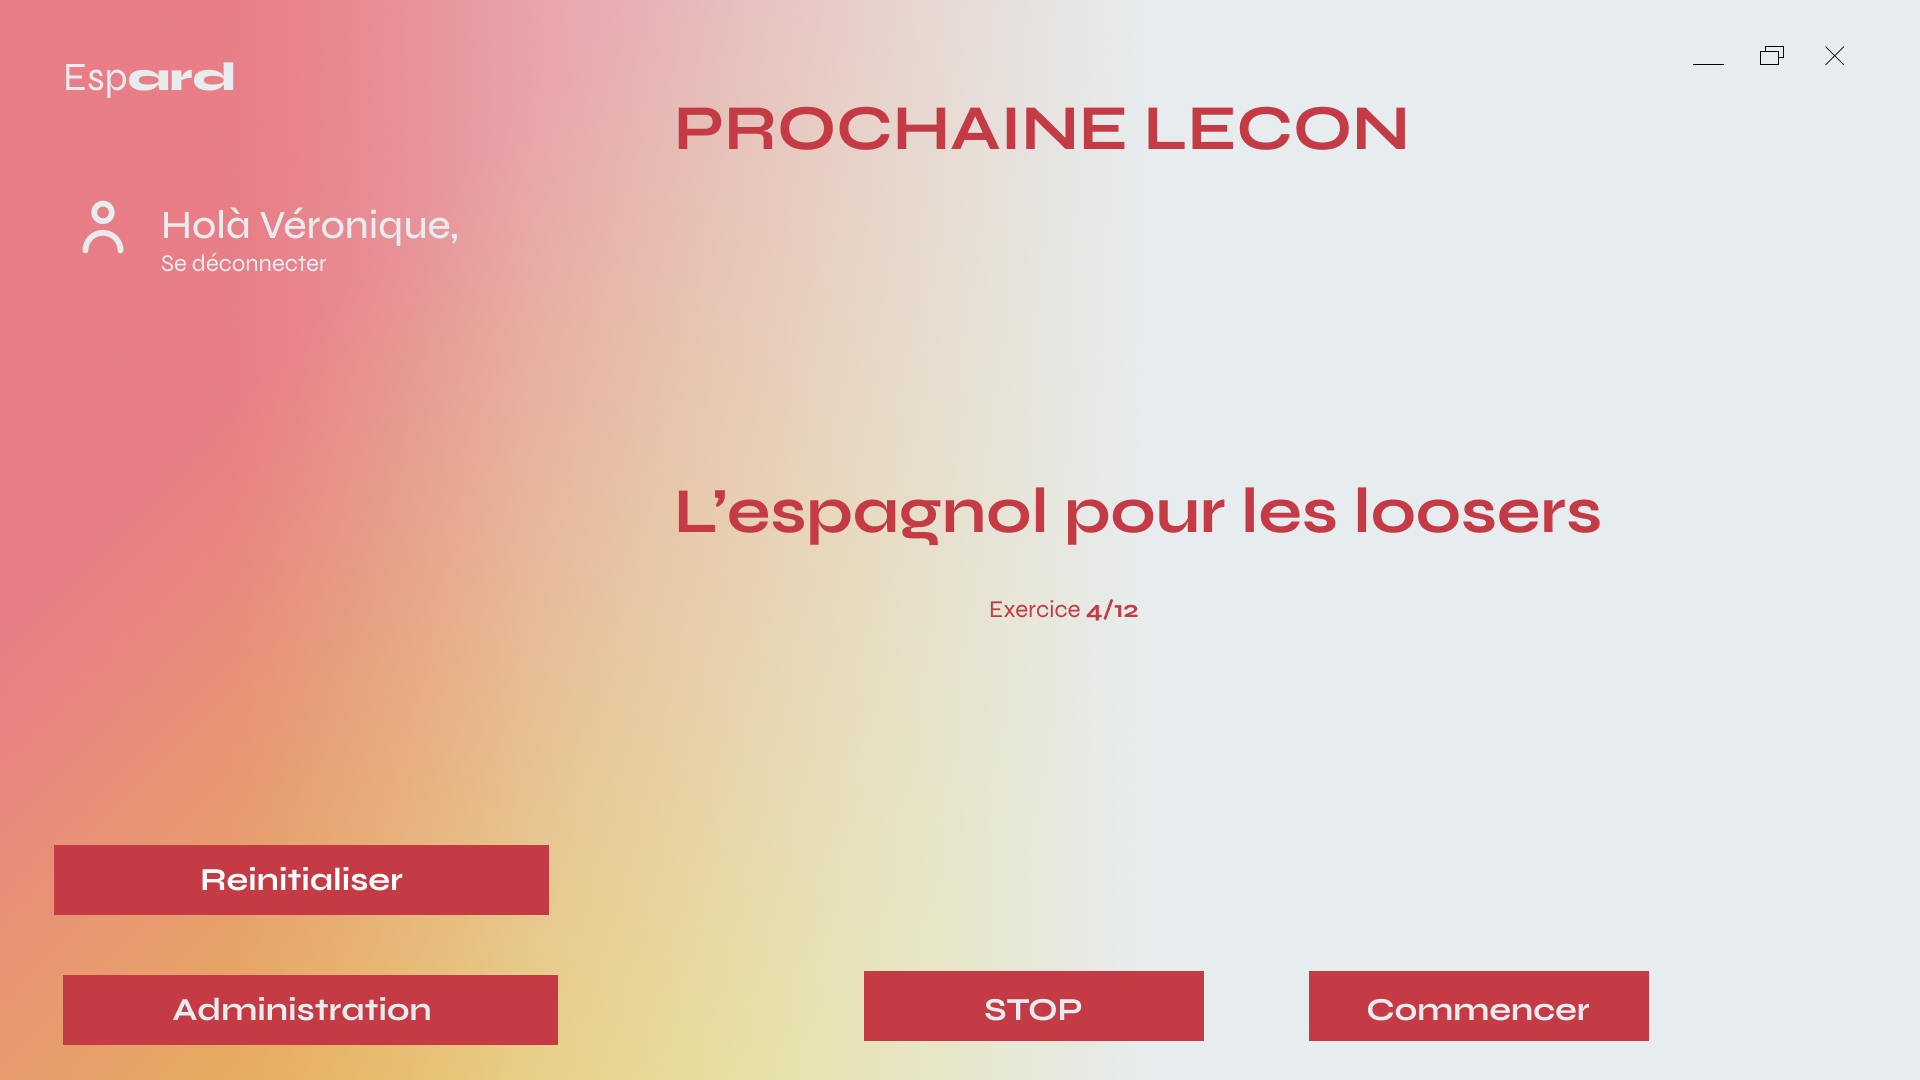 Espard
PROCHAINE LECON
Holà Véronique,
Se déconnecter
L’espagnol pour les loosers
Exercice 4/12
Reinitialiser
Administration
STOP
Commencer